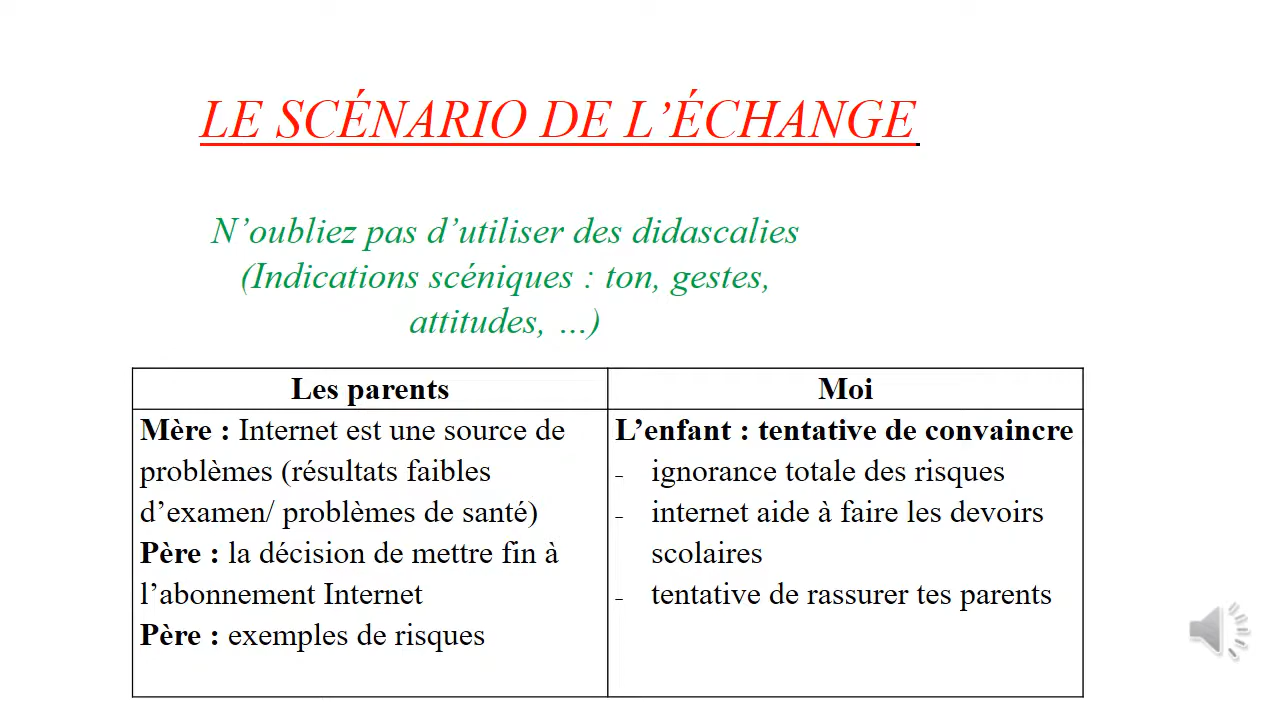 LE SCÉNARIO DE L’ÉCHANGE
N’oubliez pas d’utiliser des didascalies
(Indications scéniques : ton, gestes,
attitudes, …)
Les parents
Mère : Internet est une source de
problèmes (résultats faibles
d’examen/ problèmes de santé)
Père : la décision de mettre fin à
l’abonnement Internet
Père : exemples de risques
Moi
L’enfant : tentative de convaincre
- ignorance totale des risques
- internet aide à faire les devoirs
scolaires
- tentative de rassurer tes parents